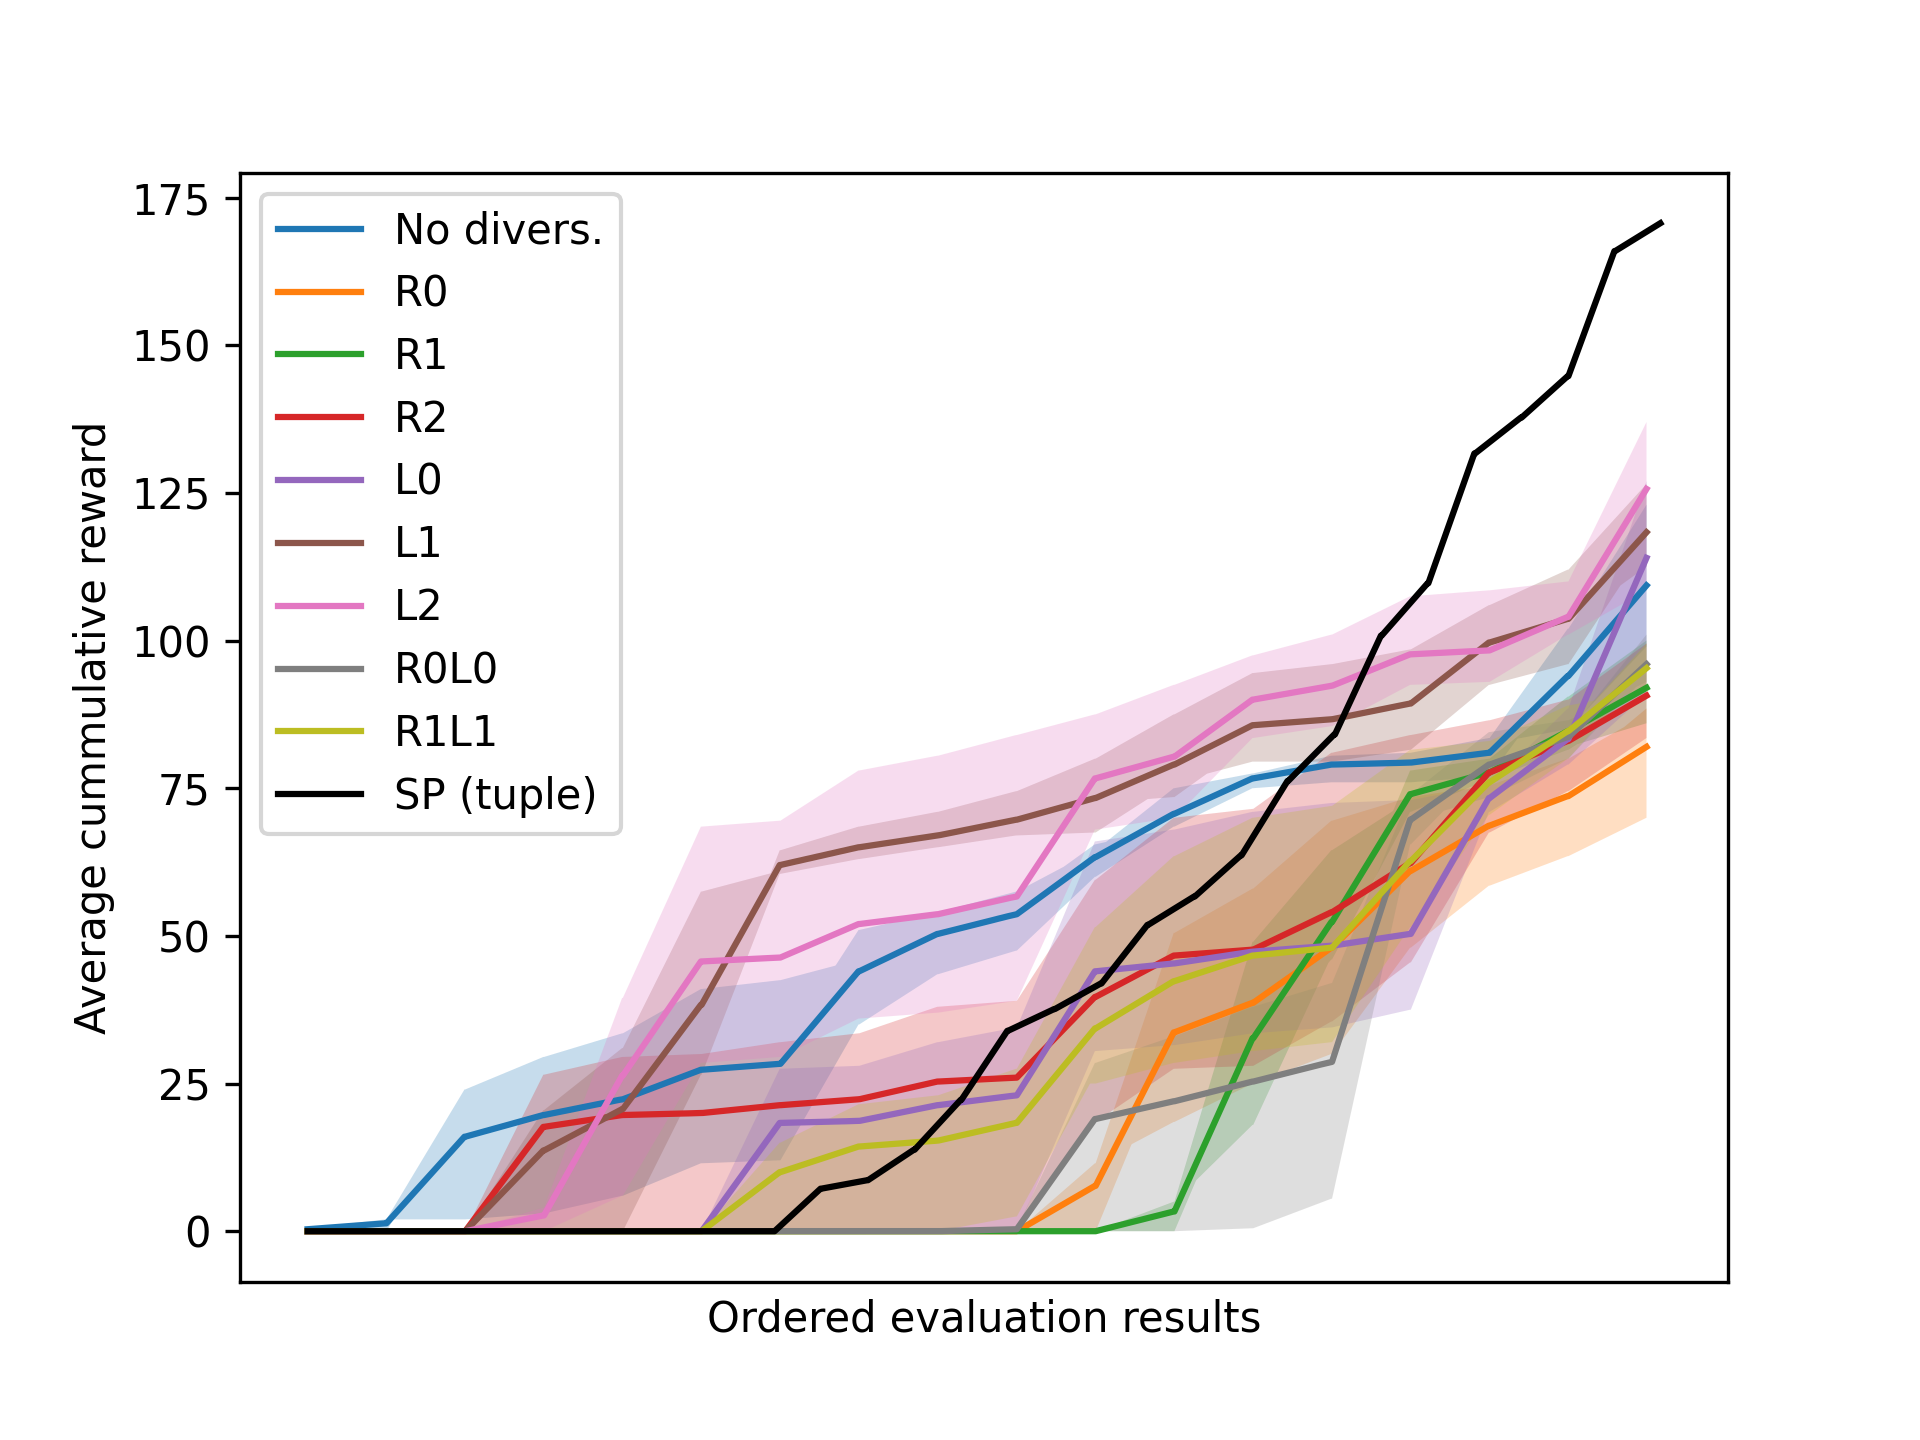 175
150
125
100
75
50
25
0
Average cummulative reward
No divers.
R0
R1
R2
L0
L1
L2
R0L0
R1L1
SP (tuple)
Ordered evaluation results